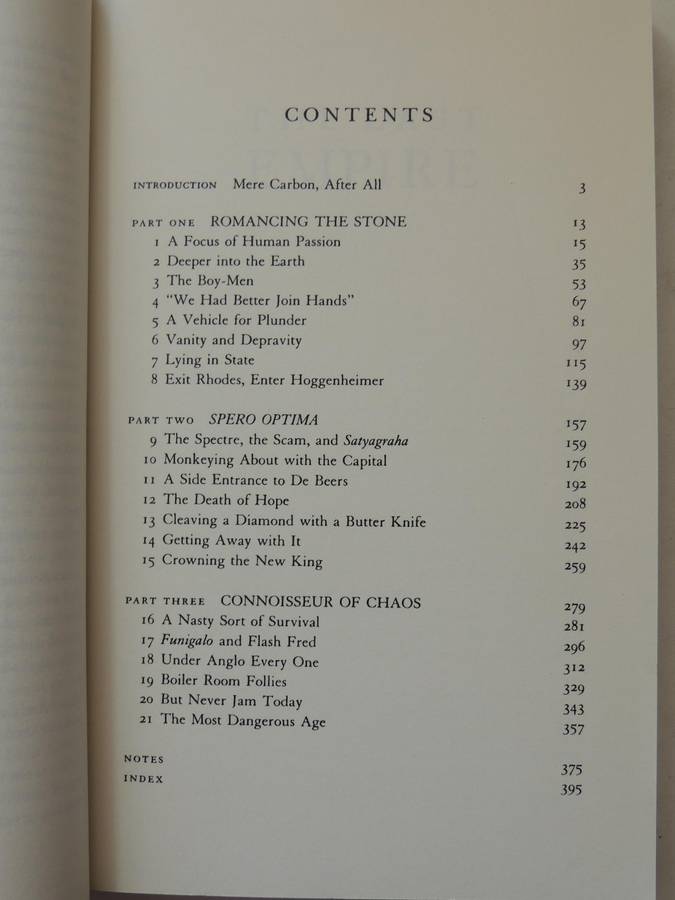 CONTENTS
INTRODUCTION Mere Carbon, After All 3
PART ONE ROMANCING THE STONE 13
1 A Focus of Human Passion 15
2 Deeper into the Earth 35
3 The Boy-Men 53
4 "We Had Better Join Hands" 67
5 A Vehicle for Plunder 81
6 Vanity and Depravity 97
7 Lying in State 115
8 Exit Rhodes, Enter Hoggenheimer 139
PART TWO SPERO OPTIMA 157
9 The Spectre, the Scam, and Satyagraha 159
10 Monkeying About with the Capital 176
11 A Side Entrance to De Beers 192
12 The Death of Hope 208
13 Cleaving a Diamond with a Butter Knife 225
14 Getting Away with It 242
15 Crowning the New King 259
PART THREE CONNOISSEUR OF CHAOS 279
16 A Nasty Sort of Survival 281
17 Funigalo and Flash Fred 296
18 Under Anglo Every One 312
19 Boiler Room Follies 329
20 But Never Jam Today 343
21 The Most Dangerous Age 357
NOTES 375
INDEX 395